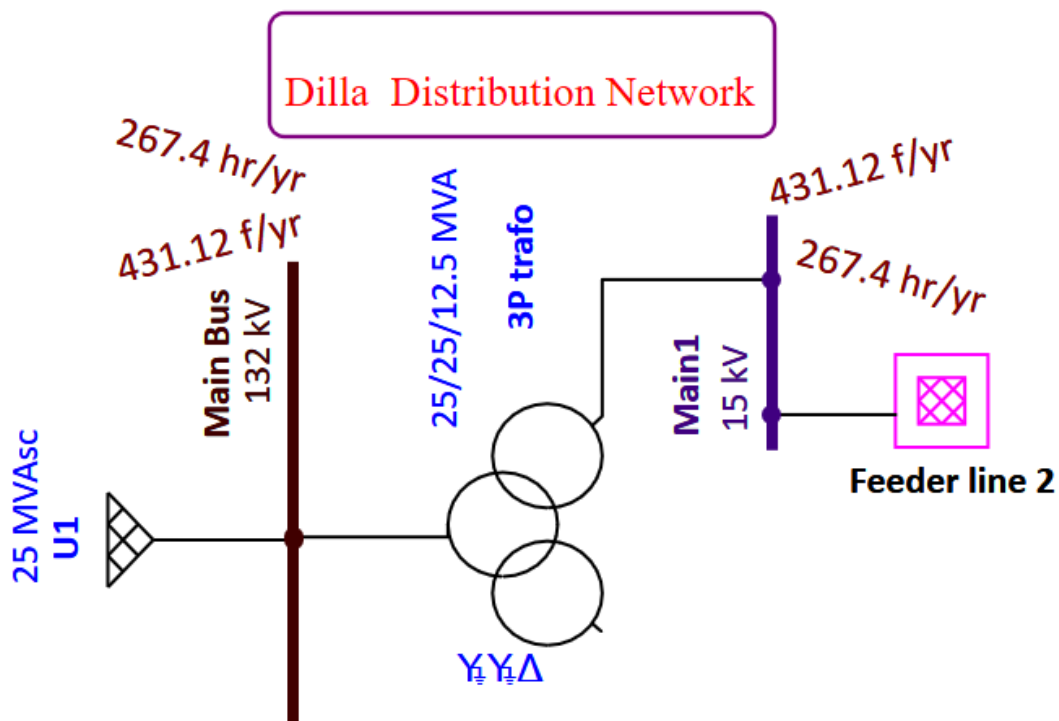 Dilla Distribution Network
267.4 hr/yr
431.12 f/yr
Main Bus
132 kV
25/25/12.5 MVA
3P trafo
431.12 f/yr
267.4 hr/yr
Main1
15 kV
Feeder line 2
25 MVAsc
U1
YYΔ